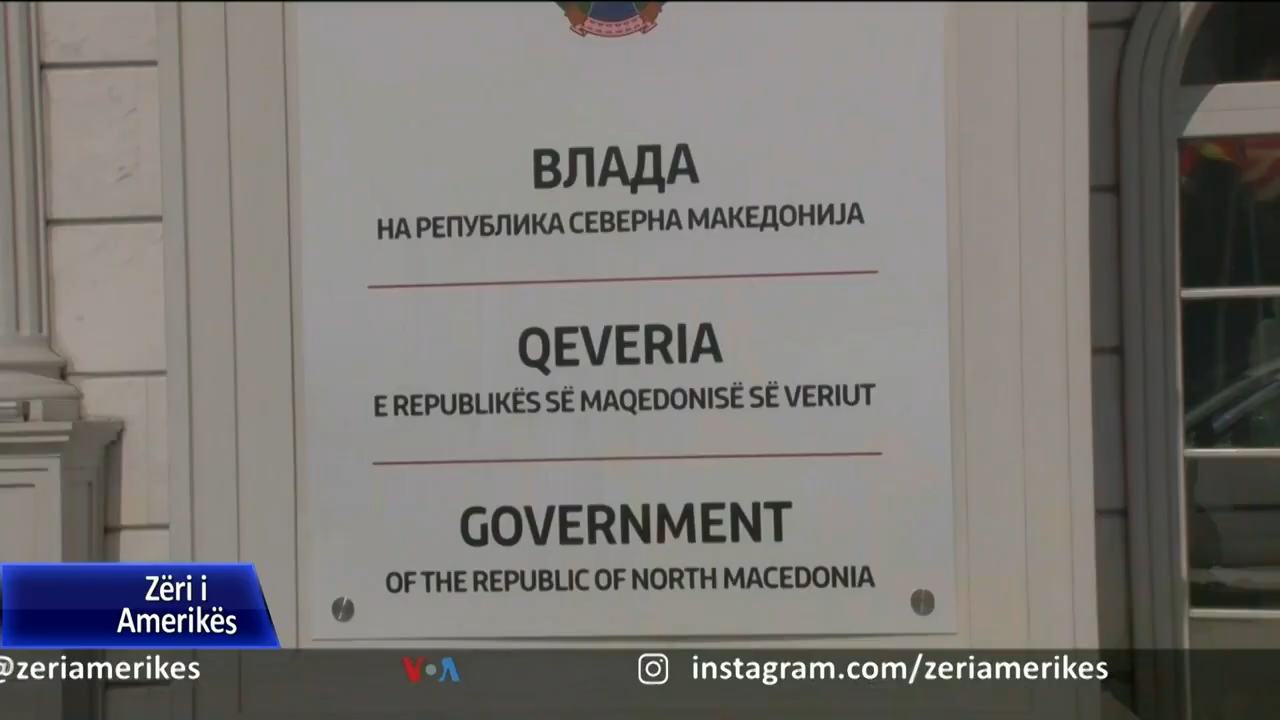 ВЛАДА
НА РЕПУБЛИКА СЕВЕРНА МАКЕДОНИЈА
QEVERIA
E REPUBLIKËS SË MAQEDONISË SË VERIUT
GOVERNMENT
OF THE REPUBLIC OF NORTH MACEDONIA
Zëri i
Amerikës
@zeriamerikes
VOA
instagram.com/zeriamerikes